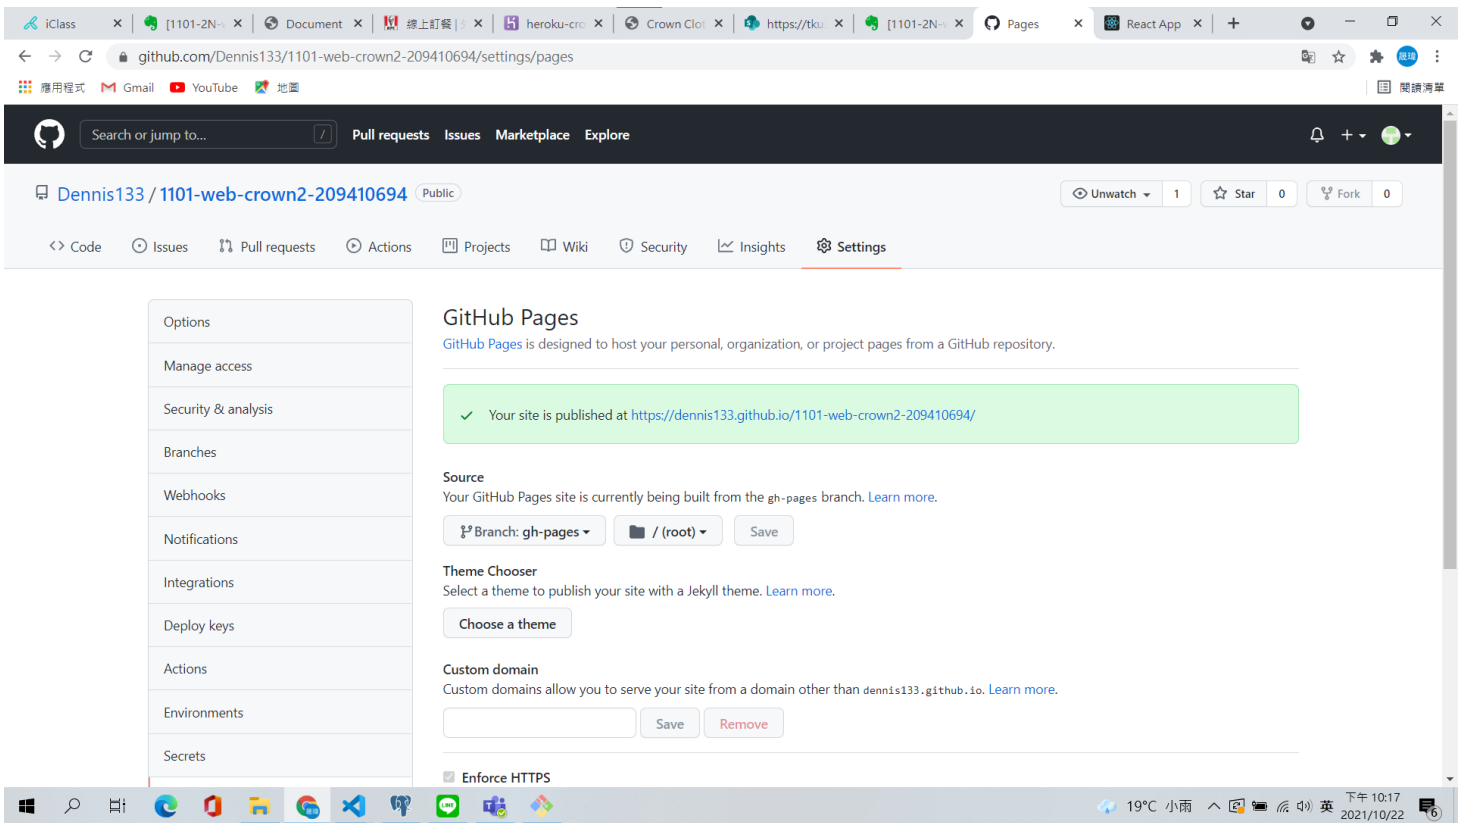 iClass
[1101-2N-
Document
線上訂餐 |
heroku-cro
Crown Clot
https://tku
[1101-2N-
Pages
React App
github.com/Dennis133/1101-web-crown2-209410694/settings/pages
應用程式
Gmail
YouTube
地圖
閱讀清單
Search or jump to...
/
Pull requests
Issues
Marketplace
Explore
Dennis133 / 1101-web-crown2-209410694
Public
Unwatch
1
Star
0
Fork
0
Code
Issues
Pull requests
Actions
Projects
Wiki
Security
Insights
Settings
Options
Manage access
Security & analysis
Branches
Webhooks
Notifications
Integrations
Deploy keys
Actions
Environments
Secrets
GitHub Pages
GitHub Pages is designed to host your personal, organization, or project pages from a GitHub repository.
Your site is published at https://dennis133.github.io/1101-web-crown2-209410694/
Source
Your GitHub Pages site is currently being built from the gh-pages branch. Learn more.
Branch: gh-pages
/ (root)
Save
Theme Chooser
Select a theme to publish your site with a Jekyll theme. Learn more.
Choose a theme
Custom domain
Custom domains allow you to serve your site from a domain other than dennis133.github.io. Learn more.
Save
Remove
Enforce HTTPS
LINE
19°C 小雨
英
下午 10:17
2021/10/22
6